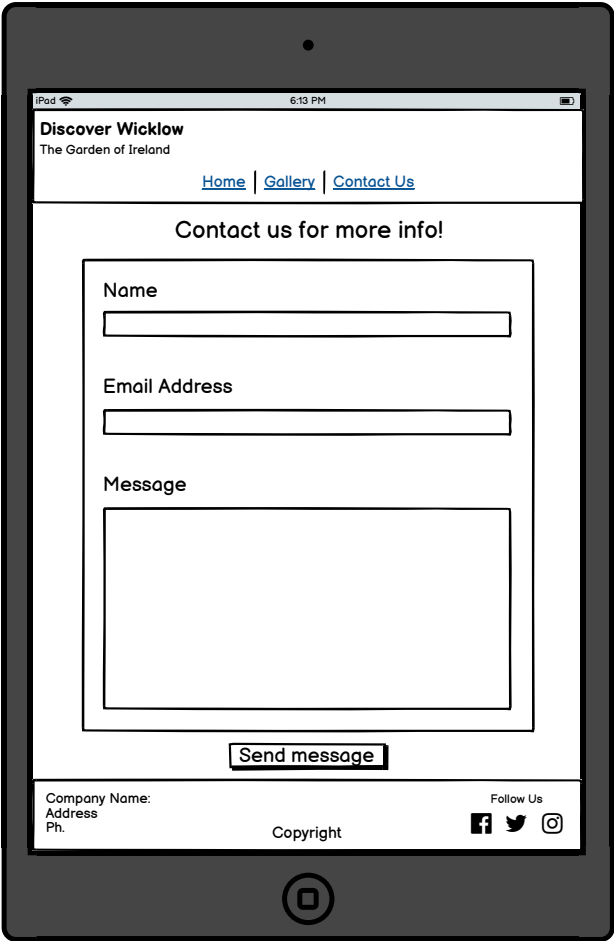 iPad 6:13 PM
Discover Wicklow
The Garden of Ireland
Home Gallery Contact Us
Contact us for more info!
Name
Email Address
Message
Send message
Company Name:
Address
Ph.
Copyright
Follow Us